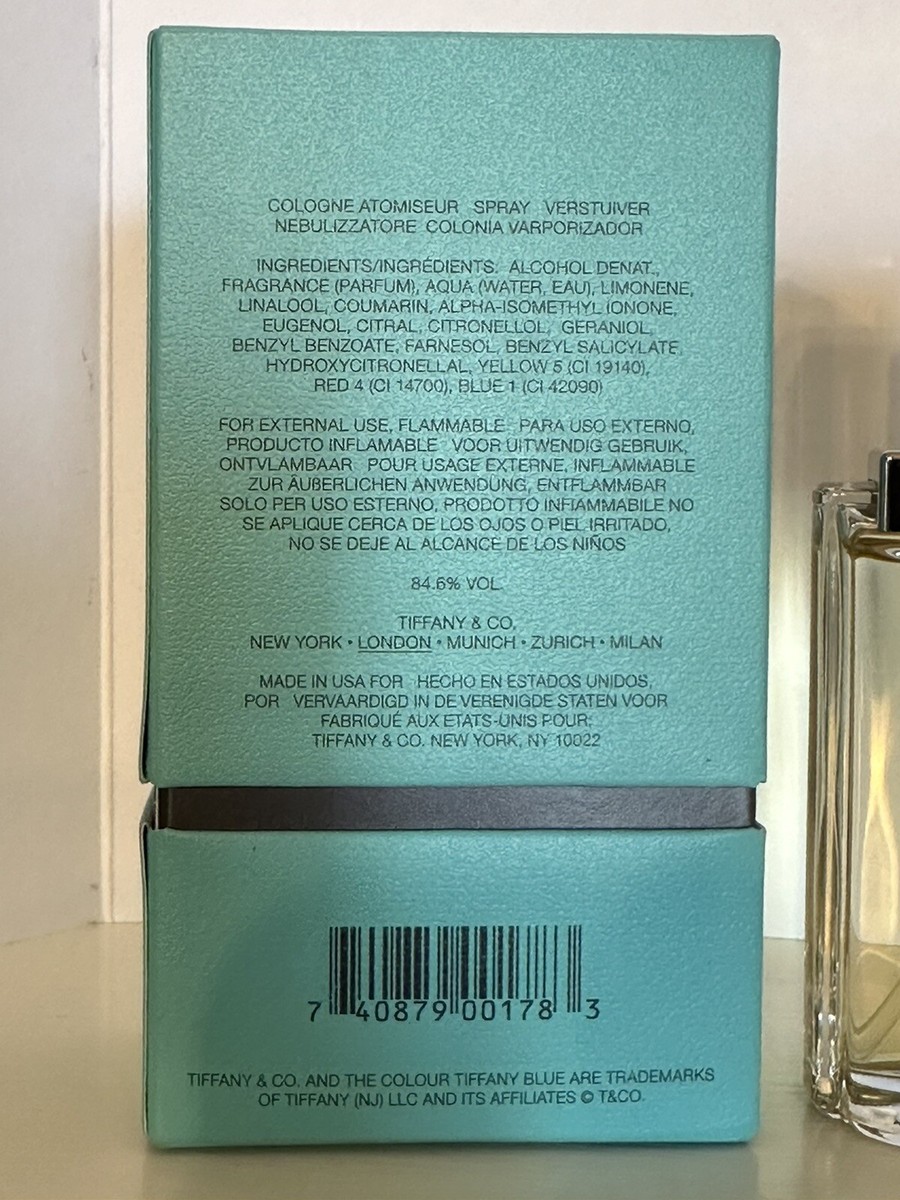 COLOGNE ATOMISEUR SPRAY VERSTUIVER
NEBULIZZATORE COLONIA VARPORIZADOR
INGREDIENTS/INGRÉDIENTS: ALCOHOL DENAT.,
FRAGRANCE (PARFUM), AQUA (WATER, EAU), LIMONENE,
LINALOOL, COUMARIN, ALPHA-ISOMETHYL IONONE,
EUGENOL, CITRAL, CITRONELLOL, GERANIOL,
BENZYL BENZOATE, FARNESOL, BENZYL SALICYLATE,
HYDROXYCITRONELLAL, YELLOW 5 (CI 19140),
RED 4 (CI 14700), BLUE 1 (CI 42090)
FOR EXTERNAL USE, FLAMMABLE PARA USO EXTERNO,
PRODUCTO INFLAMABLE VOOR UITWENDIG GEBRUIK,
ONTVLAMBAAR POUR USAGE EXTERNE, INFLAMMABLE
ZUR ÄUßERLICHEN ANWENDUNG, ENTFLAMMBAR
SOLO PER USO ESTERNO, PRODOTTO INFIAMMABILE NO
SE APLIQUE CERCA DE LOS OJOS O PIEL IRRITADO,
NO SE DEJE AL ALCANCE DE LOS NIÑOS
84.6% VOL.
TIFFANY & CO.
NEW YORK • LONDON • MUNICH • ZURICH • MILAN
MADE IN USA FOR HECHO EN ESTADOS UNIDOS,
POR VERVAARDIGD IN DE VERENIGDE STATEN VOOR
FABRIQUÉ AUX ETATS-UNIS POUR:
TIFFANY & CO. NEW YORK, NY 10022
7 40879 00178 3
TIFFANY & CO. AND THE COLOUR TIFFANY BLUE ARE TRADEMARKS
OF TIFFANY (NJ) LLC AND ITS AFFILIATES © T&CO.